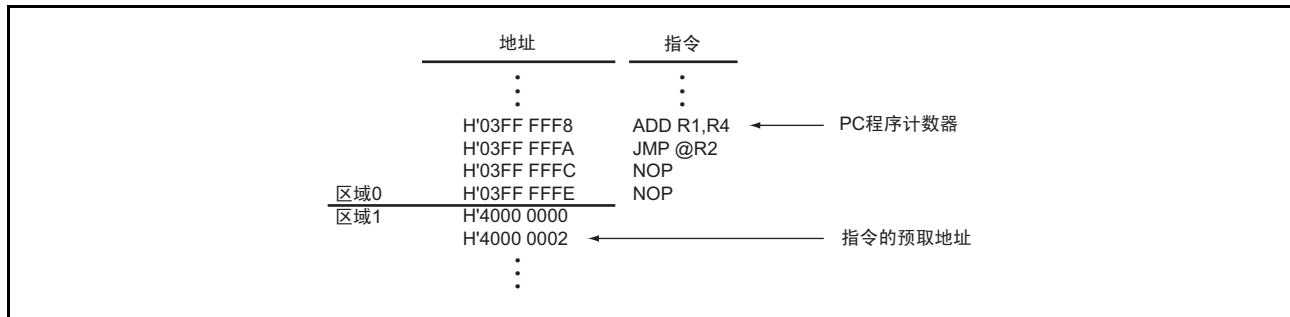 地址 指令
H'03FF FFF8 ADD R1,R4 PC程序计数器
H'03FF FFFA JMP @R2
H'03FF FFFC NOP
区域0 H'03FF FFFE NOP
区域1 H'4000 0000
H'4000 0002 指令的预取地址